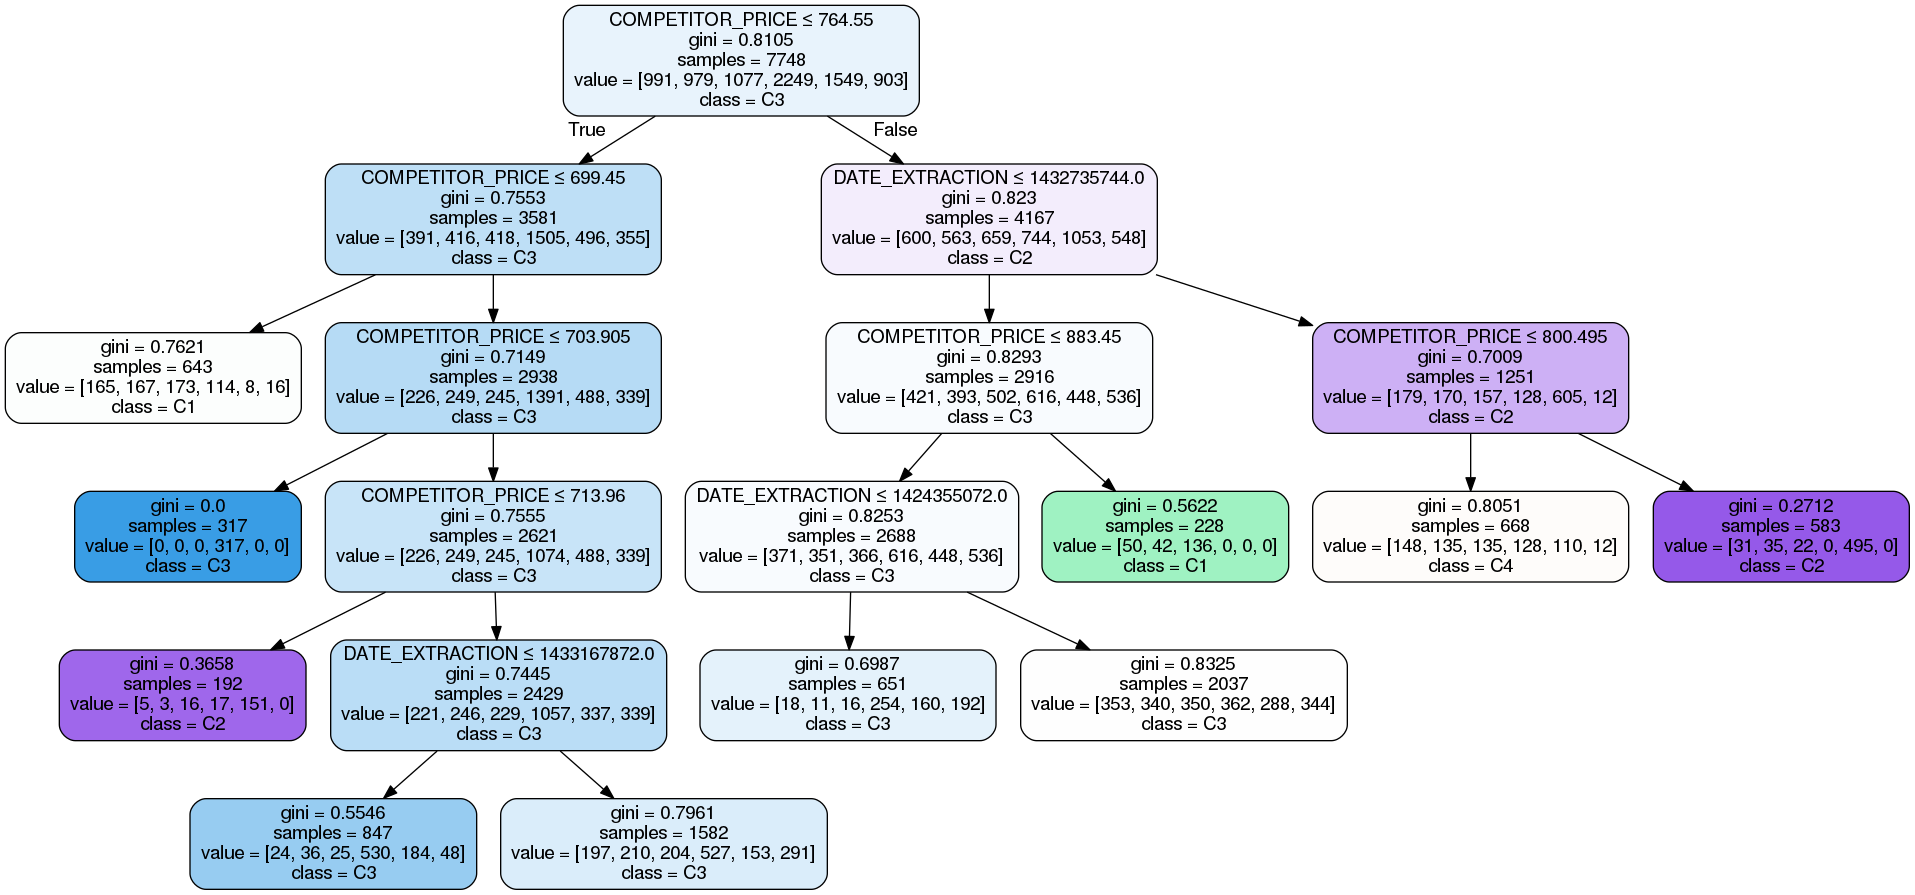 COMPETITOR_PRICE ≤ 764.55
gini = 0.8105
samples = 7748
value = [991, 979, 1077, 2249, 1549, 903]
class = C3
True
False
COMPETITOR_PRICE ≤ 699.45
gini = 0.7553
samples = 3581
value = [391, 416, 418, 1505, 496, 355]
class = C3
DATE_EXTRACTION ≤ 1432735744.0
gini = 0.823
samples = 4167
value = [600, 563, 659, 744, 1053, 548]
class = C2
gini = 0.7621
samples = 643
value = [165, 167, 173, 114, 8, 16]
class = C1
COMPETITOR_PRICE ≤ 703.905
gini = 0.7149
samples = 2938
value = [226, 249, 245, 1391, 488, 339]
class = C3
COMPETITOR_PRICE ≤ 883.45
gini = 0.8293
samples = 2916
value = [421, 393, 502, 616, 448, 536]
class = C3
COMPETITOR_PRICE ≤ 800.495
gini = 0.7009
samples = 1251
value = [179, 170, 157, 128, 605, 12]
class = C2
gini = 0.0
samples = 317
value = [0, 0, 0, 317, 0, 0]
class = C3
COMPETITOR_PRICE ≤ 713.96
gini = 0.7555
samples = 2621
value = [226, 249, 245, 1074, 488, 339]
class = C3
DATE_EXTRACTION ≤ 1424355072.0
gini = 0.8253
samples = 2688
value = [371, 351, 366, 616, 448, 536]
class = C3
gini = 0.5622
samples = 228
value = [50, 42, 136, 0, 0, 0]
class = C1
gini = 0.8051
samples = 668
value = [148, 135, 135, 128, 110, 12]
class = C4
gini = 0.2712
samples = 583
value = [31, 35, 22, 0, 495, 0]
class = C2
gini = 0.3658
samples = 192
value = [5, 3, 16, 17, 151, 0]
class = C2
DATE_EXTRACTION ≤ 1433167872.0
gini = 0.7445
samples = 2429
value = [221, 246, 229, 1057, 337, 339]
class = C3
gini = 0.6987
samples = 651
value = [18, 11, 16, 254, 160, 192]
class = C3
gini = 0.8325
samples = 2037
value = [353, 340, 350, 362, 288, 344]
class = C3
gini = 0.5546
samples = 847
value = [24, 36, 25, 530, 184, 48]
class = C3
gini = 0.7961
samples = 1582
value = [197, 210, 204, 527, 153, 291]
class = C3